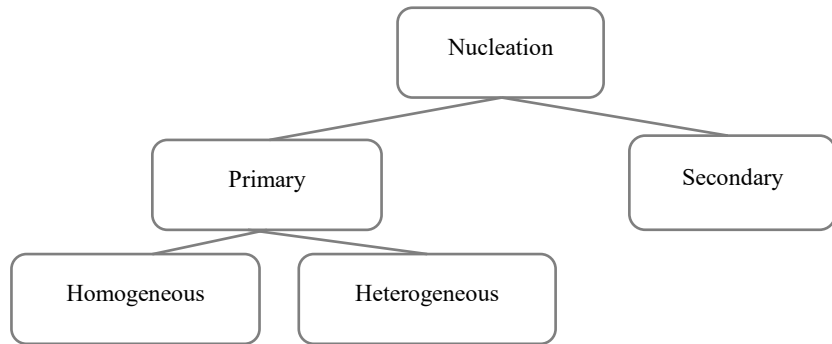 Nucleation
Primary
Secondary
Homogeneous
Heterogeneous